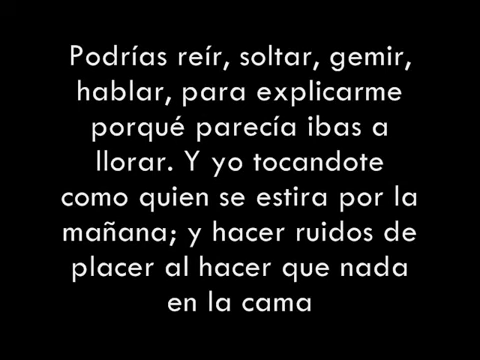 Podrías reír, soltar, gemir,
hablar, para explicarme
porqué parecía ibas a
llorar. Y yo tocandote
como quien se estira por la
mañana; y hacer ruidos de
placer al hacer que nada
en la cama